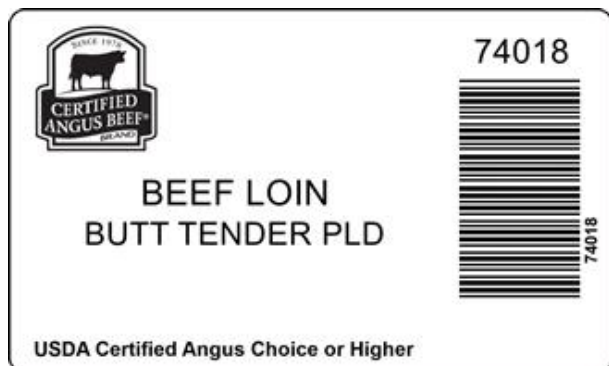 SINCE 1978
CERTIFIED
ANGUS BEEF®
BRAND
74018
BEEF LOIN
BUTT TENDER PLD
74018
USDA Certified Angus Choice or Higher